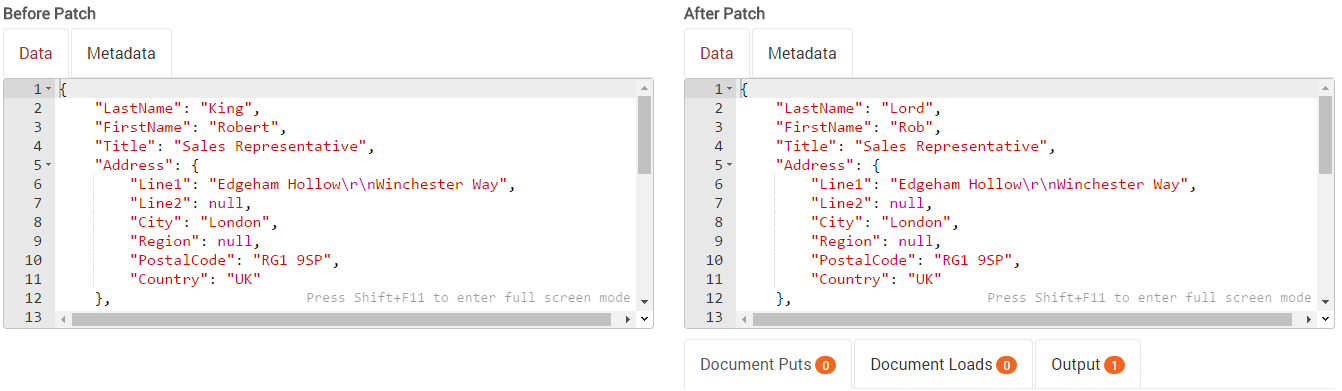 Before Patch
Data Metadata
1 {
2 "LastName": "King",
3 "FirstName": "Robert",
4 "Title": "Sales Representative",
5 "Address": {
6 "Line1": "Edgeham Hollow\r\nWinchester Way",
7 "Line2": null,
8 "City": "London",
9 "Region": null,
10 "PostalCode": "RG1 9SP",
11 "Country": "UK"
12 }, Press Shift+F11 to enter full screen mode
13
After Patch
Data Metadata
1 {
2 "LastName": "Lord",
3 "FirstName": "Rob",
4 "Title": "Sales Representative",
5 "Address": {
6 "Line1": "Edgeham Hollow\r\nWinchester Way",
7 "Line2": null,
8 "City": "London",
9 "Region": null,
10 "PostalCode": "RG1 9SP",
11 "Country": "UK"
12 }, Press Shift+F11 to enter full screen mode
13
Document Puts 0 Document Loads 0 Output 1